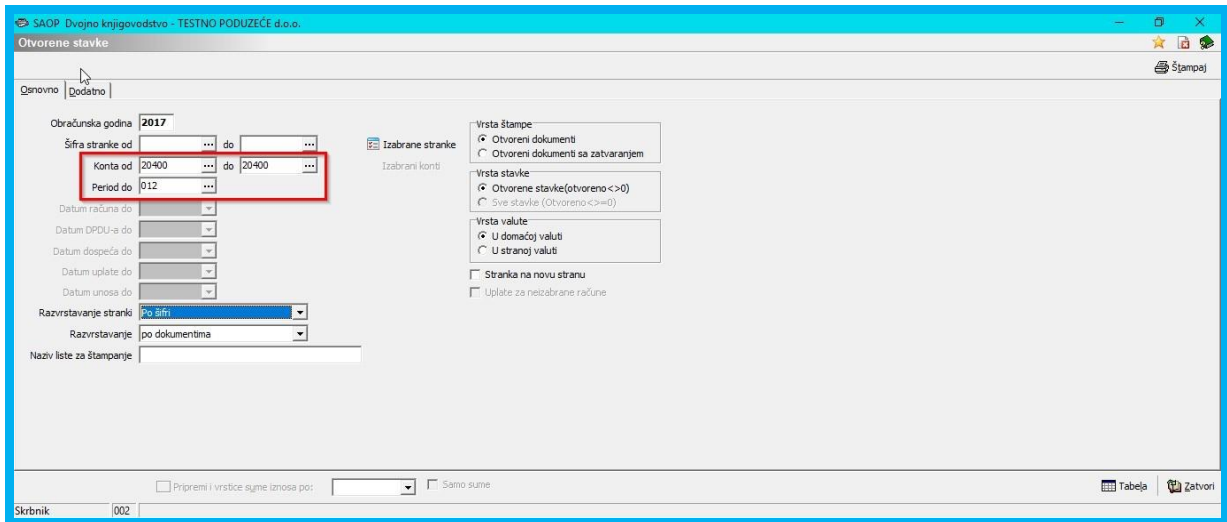 SAOP Dvojno knjigovodstvo - TESTNO PODUZEĆE d.o.o.
Otvorene stavke
Štampaj
Osnovno Dodatno
Obračunska godina 2017
Šifra stranke od ... do ... Izabrane stranke
Konta od 20400 ... do 20400 ... Izabrani konti
Period do 012 ...
Datum računa do
Datum DPDU-a do
Datum dospeća do
Datum uplate do
Datum unosa do
Razvrstavanje stranki Po šifri
Razvrstavanje po dokumentima
Naziv liste za štampanje
Vrsta štampe
Otvoreni dokumenti
Otvoreni dokumenti sa zatvaranjem
Vrsta stavke
Otvorene stavke(otvoreno<>0)
Sve stavke (Otvoreno<>=0)
Vrsta valute
U domaćoj valuti
U stranoj valuti
Stranka na novu stranu
Uplate za neizabrane račune
Pripremi i vrstice sume iznosa po: Samo sume
Tabela Zatvori
Skrbnik 002